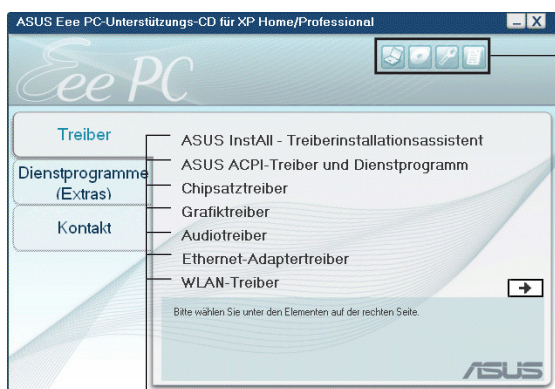 ASUS Eee PC-Unterstützungs-CD für XP Home/Professional
Eee PC
Treiber
Dienstprogramme
(Extras)
Kontakt
ASUS InstAll - Treiberinstallationsassistent
ASUS ACPI-Treiber und Dienstprogramm
Chipsatztreiber
Grafiktreiber
Audiotreiber
Ethernet-Adaptertreiber
WLAN-Treiber
Bitte wählen Sie unter den Elementen auf der rechten Seite.
ASUS